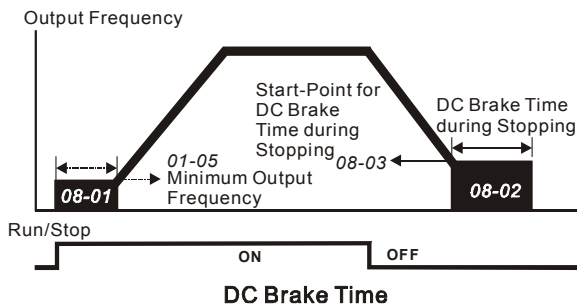 Output Frequency
Start-Point for
DC Brake
Time during
Stopping
08-03
DC Brake Time
during Stopping
01-05
Minimum Output
Frequency
08-01
08-02
Run/Stop
ON
OFF
DC Brake Time